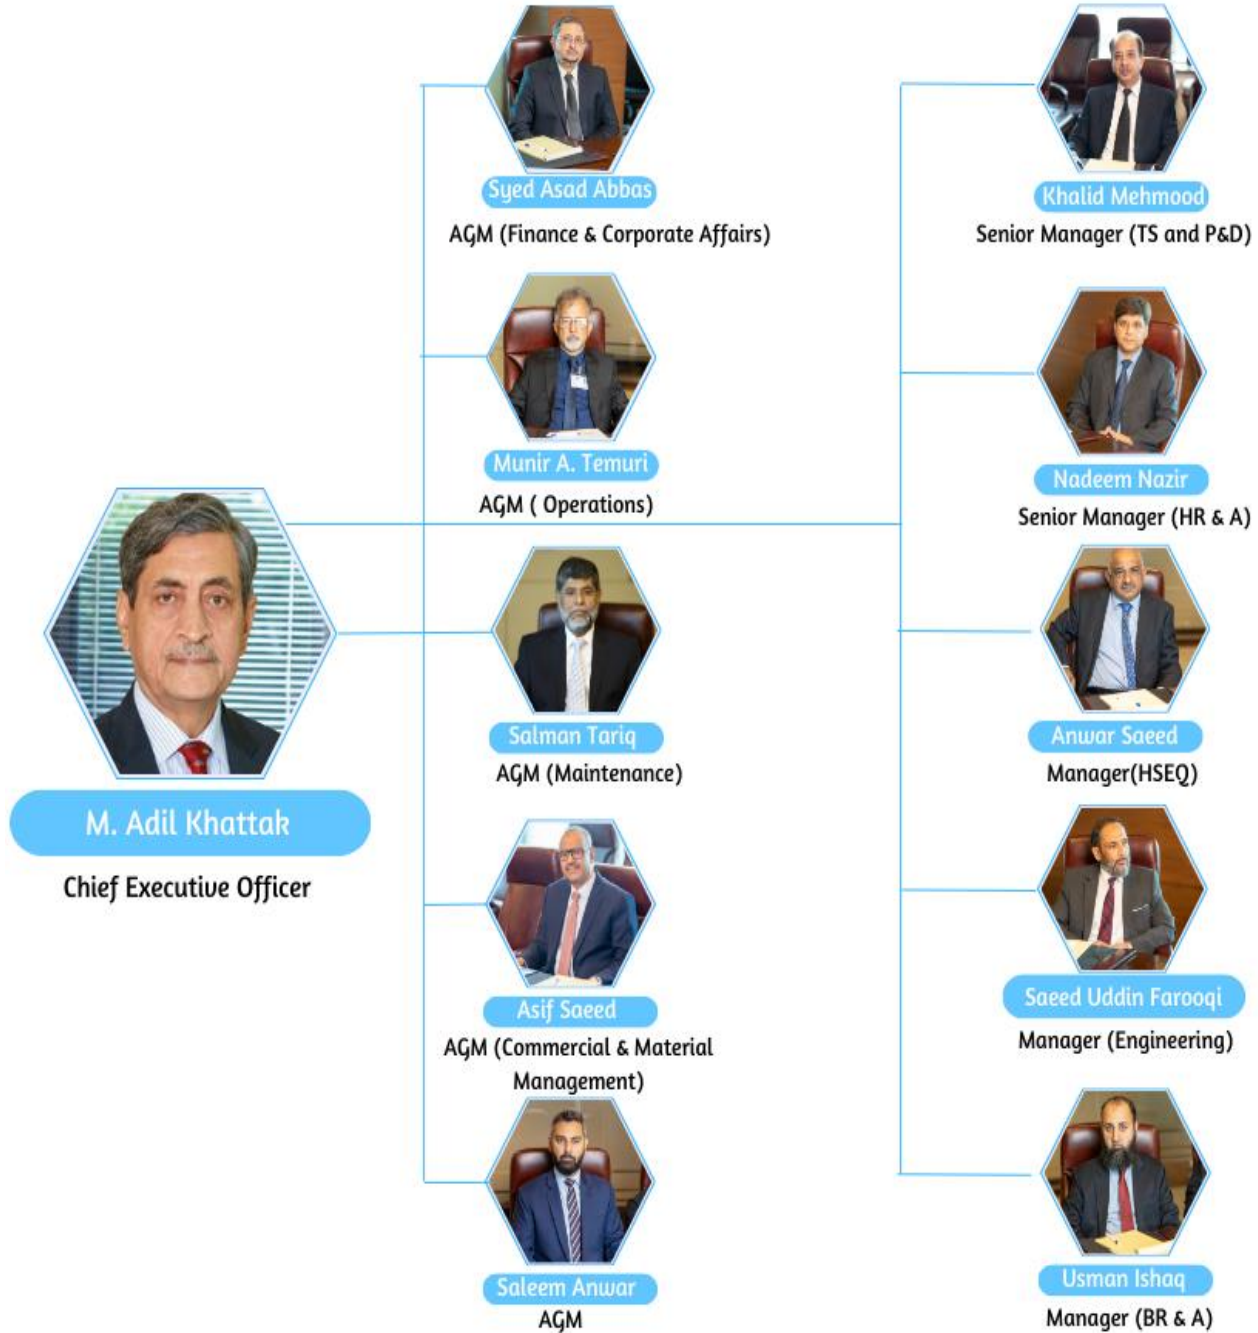 Syed Asad Abbas
AGM (Finance & Corporate Affairs)
Munir A. Temuri
AGM ( Operations)
M. Adil Khattak
Chief Executive Officer
Salman Tariq
AGM (Maintenance)
Asif Saeed
AGM (Commercial & Material
Management)
Saleem Anwar
AGM
Khalid Mehmood
Senior Manager (TS and P&D)
Nadeem Nazir
Senior Manager (HR & A)
Anwar Saeed
Manager(HSEQ)
Saeed Uddin Farooqi
Manager (Engineering)
Usman Ishaq
Manager (BR & A)